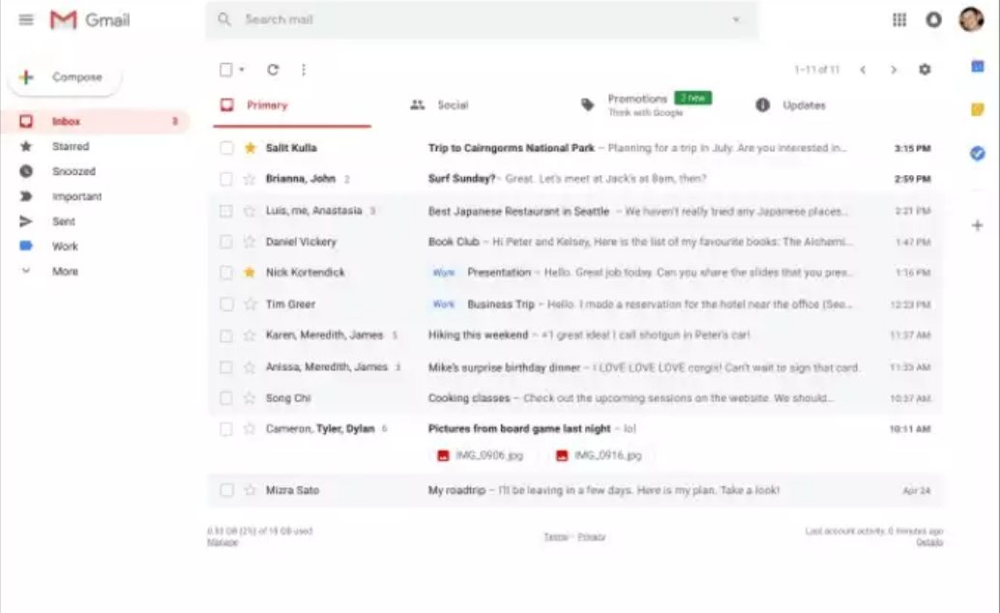 Gmail
Search mail
Compose
1–11 of 11
Primary
Social
Promotions 2 new
Think with Google
Updates
Inbox 3
Starred
Snoozed
Important
Sent
Work
More
Salit Kulla Trip to Cairngorms National Park – Planning for a trip in July. Are you interested in... 3:15 PM
Brianna, John 2 Surf Sunday? – Great. Let's meet at Jack's at 8am, then? 2:59 PM
Luis, me, Anastasia 3 Best Japanese Restaurant in Seattle – We haven't really tried any Japanese places... 2:21 PM
Daniel Vickery Book Club – Hi Peter and Kelsey, Here is the list of my favourite books: The Alchemi... 1:47 PM
Nick Kortendick Work Presentation – Hello. Great job today. Can you share the slides that you pres... 1:16 PM
Tim Greer Work Business Trip – Hello. I made a reservation for the hotel near the office (See... 12:23 PM
Karen, Meredith, James 5 Hiking this weekend – +1 great idea! I call shotgun in Peter's car! 11:37 AM
Anissa, Meredith, James 3 Mike's surprise birthday dinner – I LOVE LOVE LOVE corgis! Can't wait to sign that card. 11:33 AM
Song Chi Cooking classes – Check out the upcoming sessions on the website. We should... 10:37 AM
Cameron, Tyler, Dylan 6 Pictures from board game last night – lol 10:11 AM
IMG_0906.jpg IMG_0916.jpg
Mizra Sato My roadtrip – I'll be leaving in a few days. Here is my plan. Take a look! Apr 24
GB (2%) of 15 GB used
Manage
Terms – Privacy
Last account activity: 0 minutes ago
Details